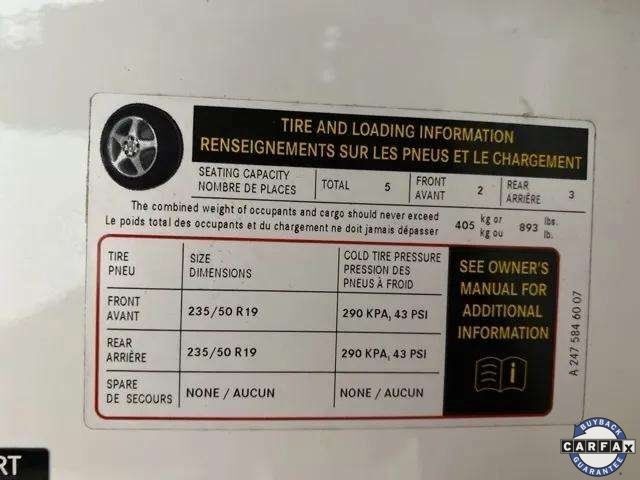 TIRE AND LOADING INFORMATION
RENSEIGNEMENTS SUR LES PNEUS ET LE CHARGEMENT
SEATING CAPACITY
NOMBRE DE PLACES
TOTAL 5
FRONT
AVANT
2
REAR
ARRIÈRE
3
The combined weight of occupants and cargo should never exceed
Le poids total des occupants et du chargement ne doit jamais dépasser
405
kg or
kg ou
893
lbs.
lb.
TIRE
PNEU
SIZE
DIMENSIONS
COLD TIRE PRESSURE
PRESSION DES
PNEUS À FROID
FRONT
AVANT
235/50 R19
290 KPA, 43 PSI
REAR
ARRIÈRE
235/50 R19
290 KPA, 43 PSI
SPARE
DE SECOURS
NONE / AUCUN
NONE / AUCUN
SEE OWNER'S
MANUAL FOR
ADDITIONAL
INFORMATION
i
A 247 584 60 07
RT
BUYBACK
CARFAX
GUARANTEE